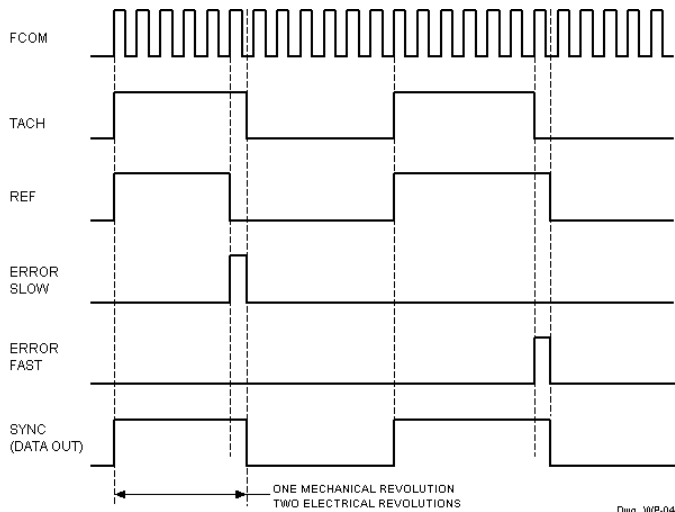 FCOM
TACH
REF
ERROR
SLOW
ERROR
FAST
SYNC
(DATA OUT)
ONE MECHANICAL REVOLUTION
TWO ELECTRICAL REVOLUTIONS
Dwg. WP-04